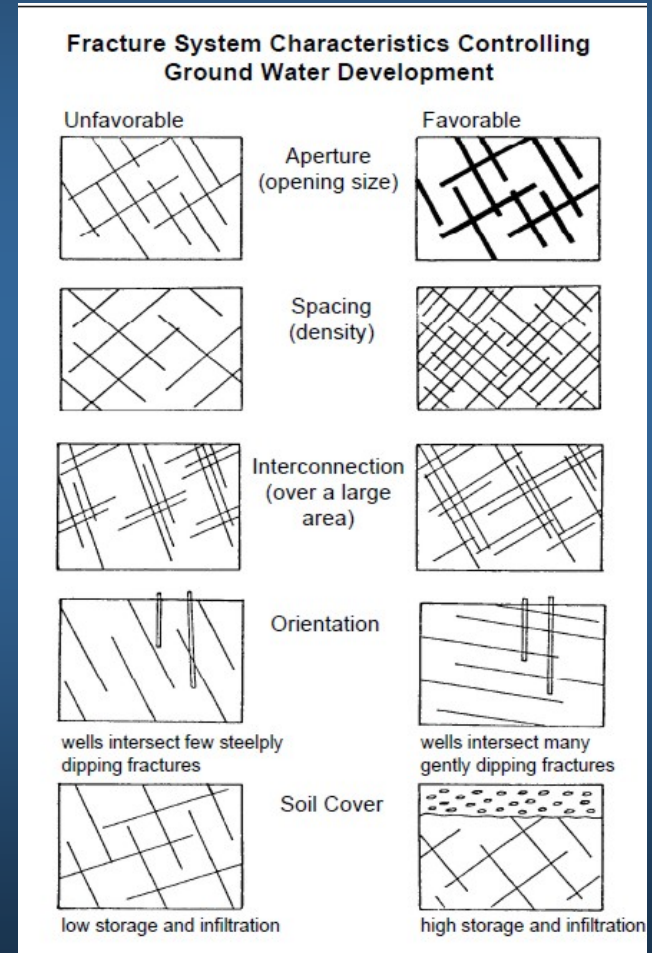 Fracture System Characteristics Controlling
Ground Water Development
Unfavorable
Favorable
Aperture
(opening size)
Spacing
(density)
Interconnection
(over a large
area)
Orientation
wells intersect few steelply
dipping fractures
wells intersect many
gently dipping fractures
Soil Cover
low storage and infiltration
high storage and infiltration